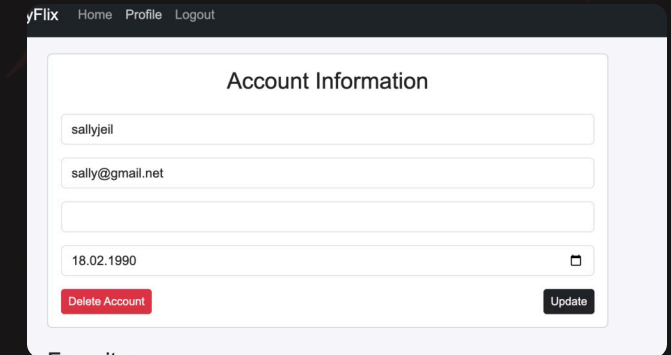 yFlix Home Profile Logout
Account Information
sallyjeil
sally@gmail.net
18.02.1990
Delete Account Update